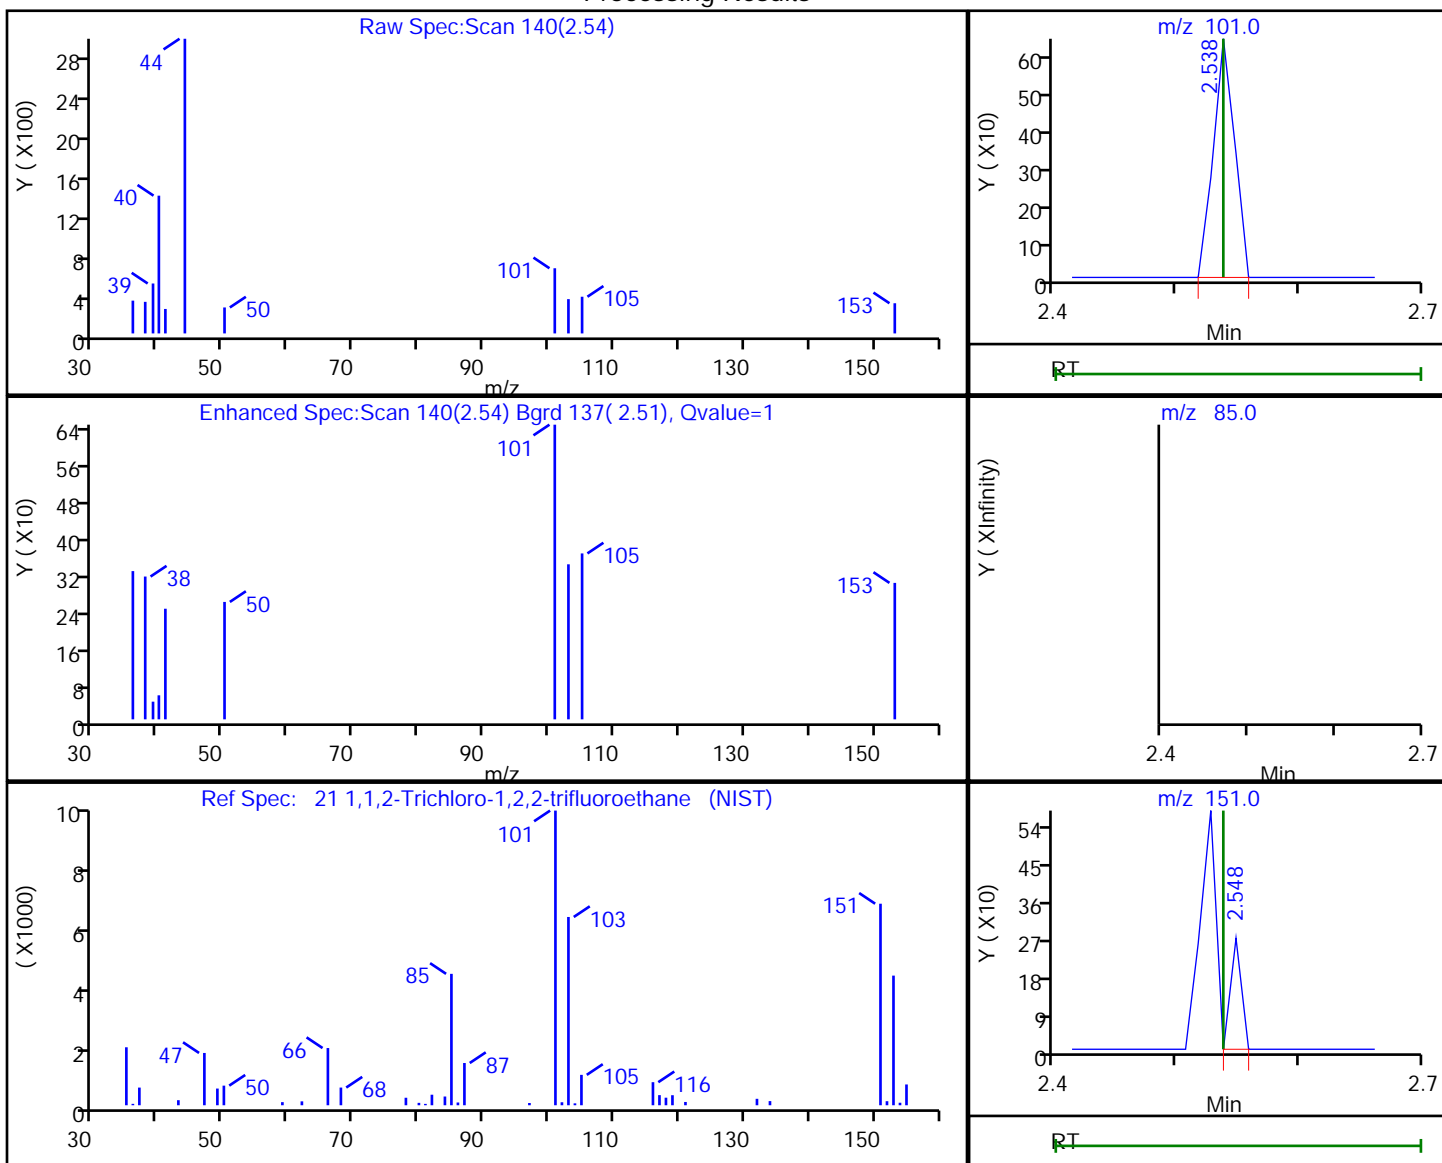 Processing Results
Raw Spec:Scan 140(2.54)
Y ( X100)
28
24
20
16
12
8
4
0
44
40
39
50
101
105
153
30 50 70 90 110 130 150
m/z
m/z 101.0
Y ( X10)
60
50
40
30
20
10
0
2.538
2.4 2.7
Min
RT
Enhanced Spec:Scan 140(2.54) Bgrd 137( 2.51), Qvalue=1
Y ( X10)
64
56
48
40
32
24
16
8
0
38
50
101
105
153
30 50 70 90 110 130 150
m/z
m/z 85.0
Y ( XInfinity)
2.4 2.7
Min
Ref Spec: 21 1,1,2-Trichloro-1,2,2-trifluoroethane (NIST)
( X1000)
10
8
6
4
2
0
47
50
66
68
85
87
101
103
105
116
151
30 50 70 90 110 130 150
m/z 151.0
Y ( X10)
54
45
36
27
18
9
0
2.548
2.4 2.7
Min
RT